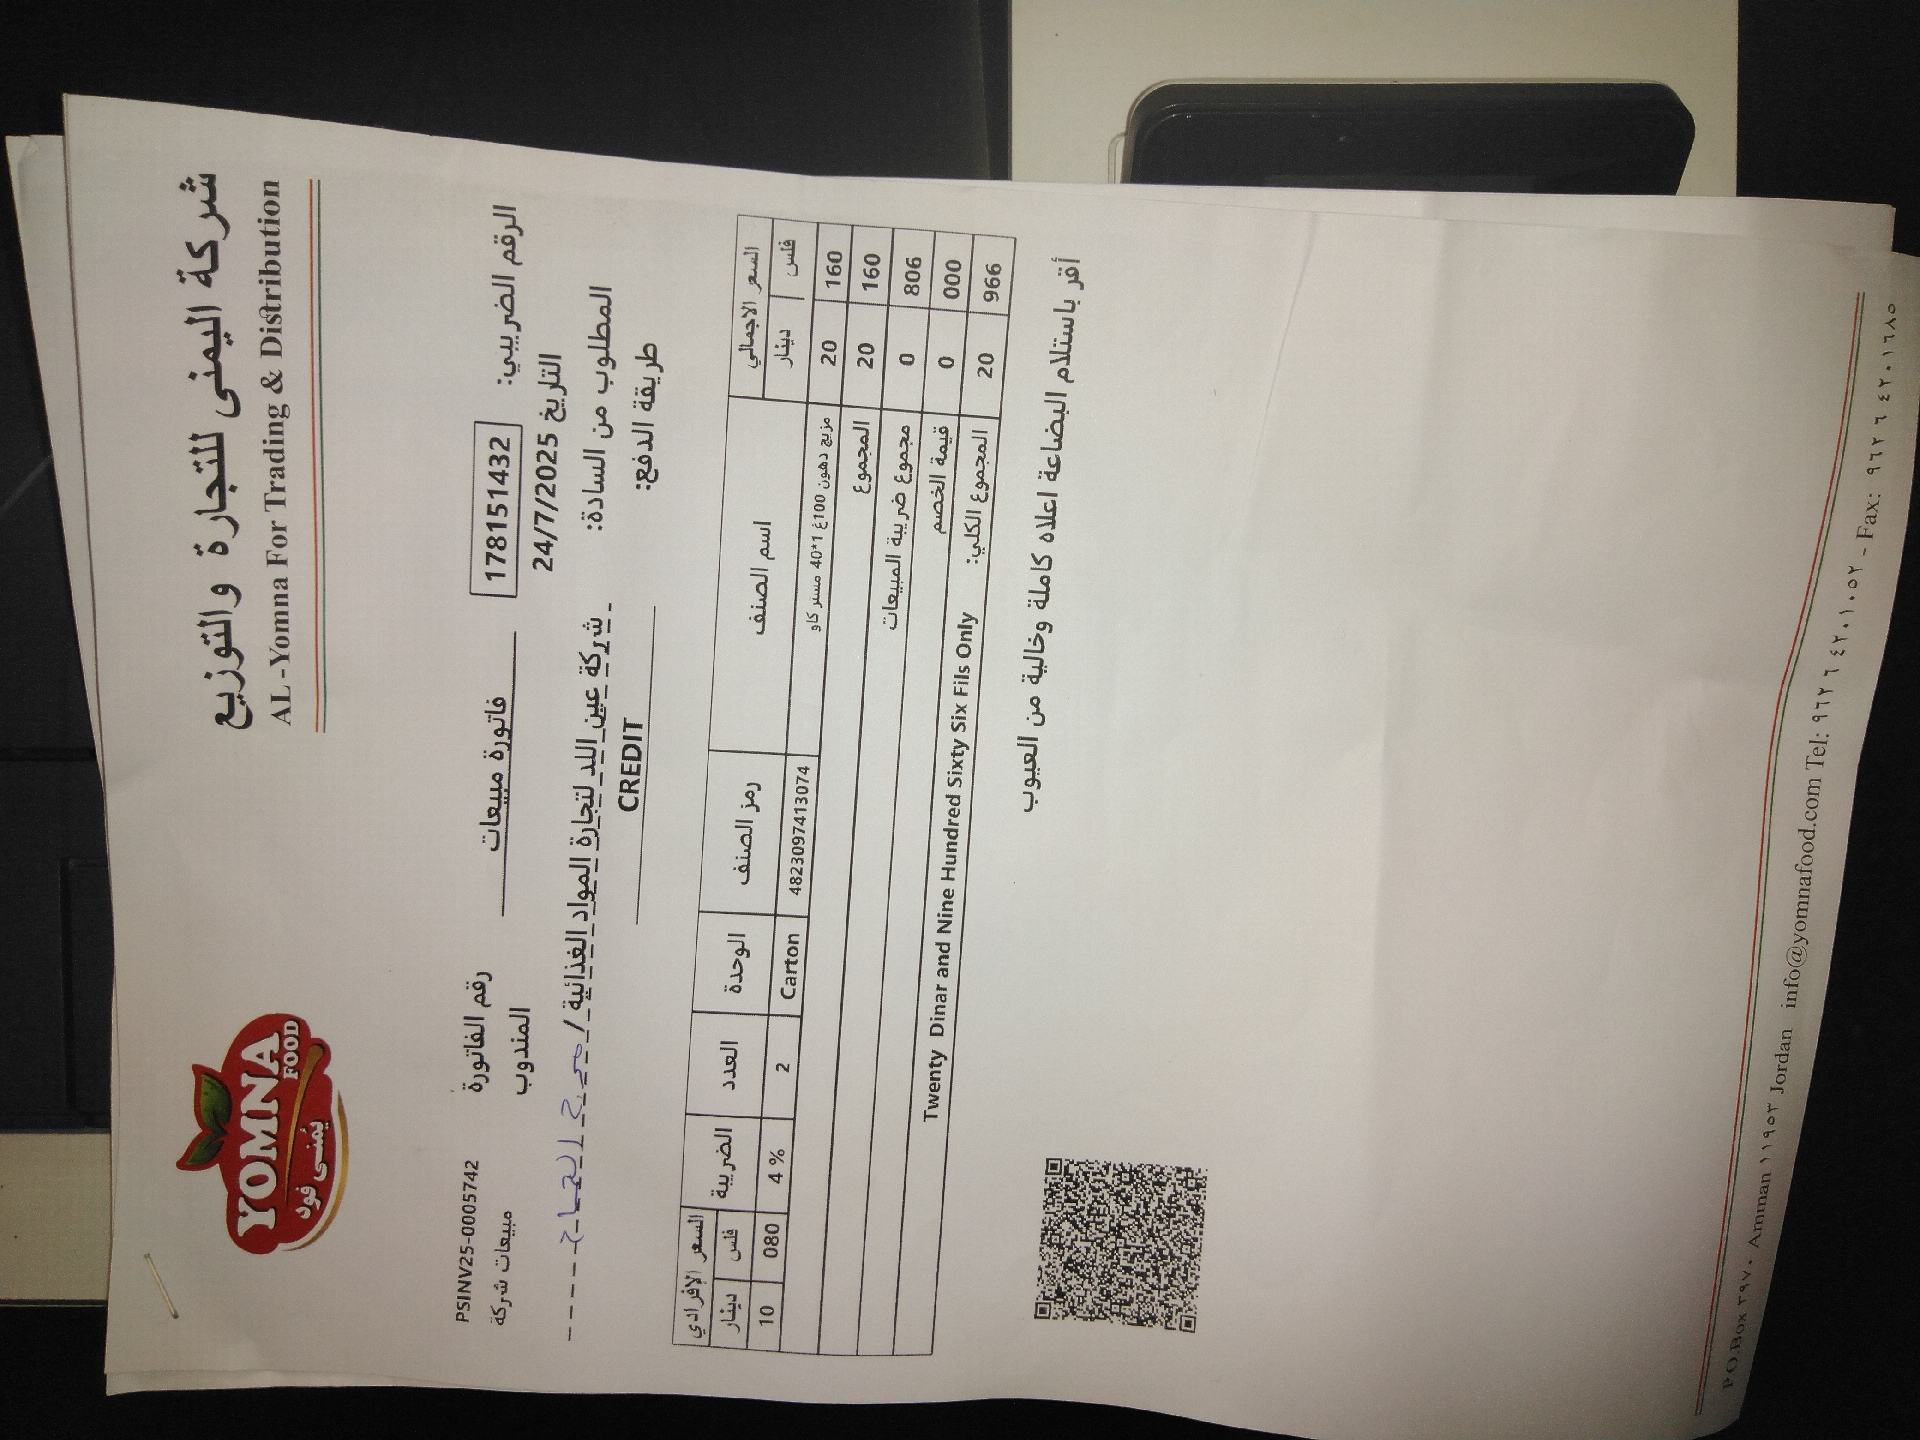 شركة اليمنى للتجارة والتوزيع
AL-Yomna For Trading & Distribution
YOMNA
FOOD
يمنى فود
الرقم الضريبي: 178151432 فاتورة مبيعات رقم الفاتورة PSINV25-0005742
التاريخ 24/7/2025 المندوب مبيعات شركة
المطلوب من السادة: شركة عين اللد لتجارة المواد الغذائية /
طريقة الدفع: CREDIT
السعر الاجمالي اسم الصنف رمز الصنف الوحدة العدد الضريبة السعر الإفرادي
فلس دينار فلس دينار
160 20 مزيج دهون 100غ 1*40 مستر كاو 4823097413074 Carton 2 4 % 080 10
160 20 المجموع
806 0 مجموع ضريبة المبيعات
000 0 قيمة الخصم
966 20 المجموع الكلي: Twenty Dinar and Nine Hundred Sixty Six Fils Only
أقر باستلام البضاعة اعلاه كاملة وخالية من العيوب
P.O.Box ٣٩٧٠ Amman ١١٩٥٣ Jordan info@yomnafood.com Tel: ٩٦٢ ٦ ٤٢٠١٠٥٢ - Fax: ٩٦٢ ٦ ٤٢٠١٦٨٥